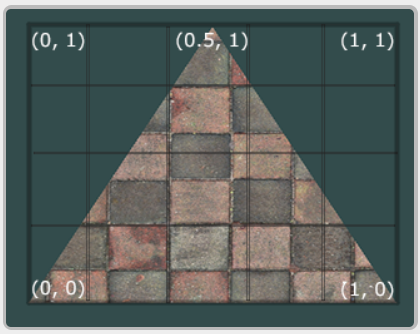 (0, 1) (0.5, 1) (1, 1)
(0, 0) (1, 0)